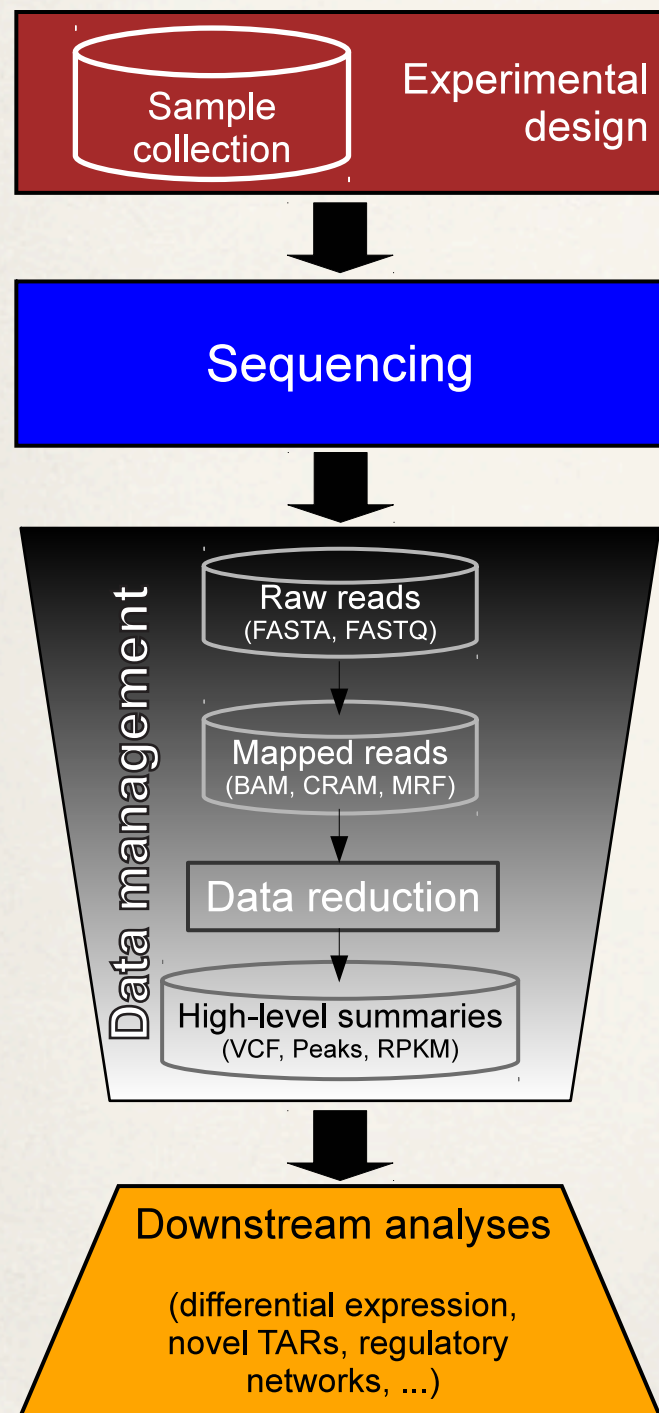 Sample
collection
Experimental
design
Sequencing
Data management
Raw reads
(FASTA, FASTQ)
Mapped reads
(BAM, CRAM, MRF)
Data reduction
High-level summaries
(VCF, Peaks, RPKM)
Downstream analyses
(differential expression,
novel TARs, regulatory
networks, ...)